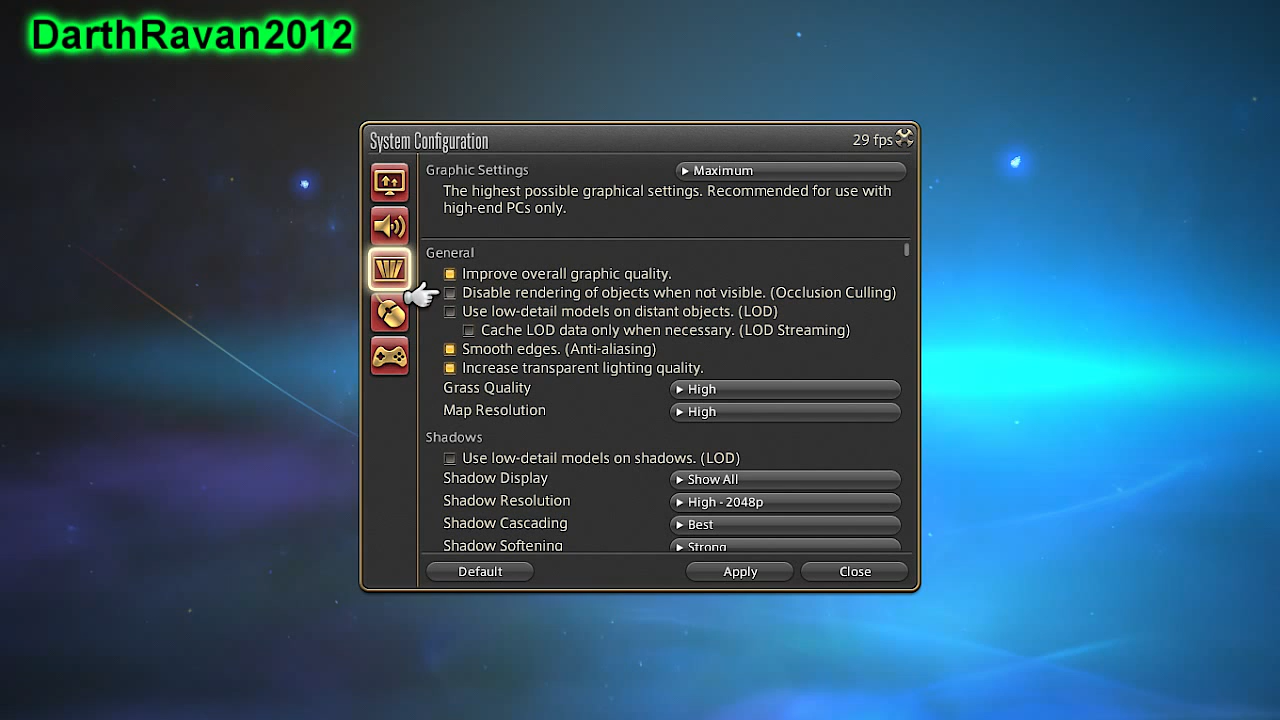 DarthRavan2012
System Configuration
29 fps
Graphic Settings
Maximum
The highest possible graphical settings. Recommended for use with
high-end PCs only.
General
Improve overall graphic quality.
Disable rendering of objects when not visible. (Occlusion Culling)
Use low-detail models on distant objects. (LOD)
Cache LOD data only when necessary. (LOD Streaming)
Smooth edges. (Anti-aliasing)
Increase transparent lighting quality.
Grass Quality
High
Map Resolution
High
Shadows
Use low-detail models on shadows. (LOD)
Shadow Display
Show All
Shadow Resolution
High - 2048p
Shadow Cascading
Best
Shadow Softening
Strong
Default
Apply
Close